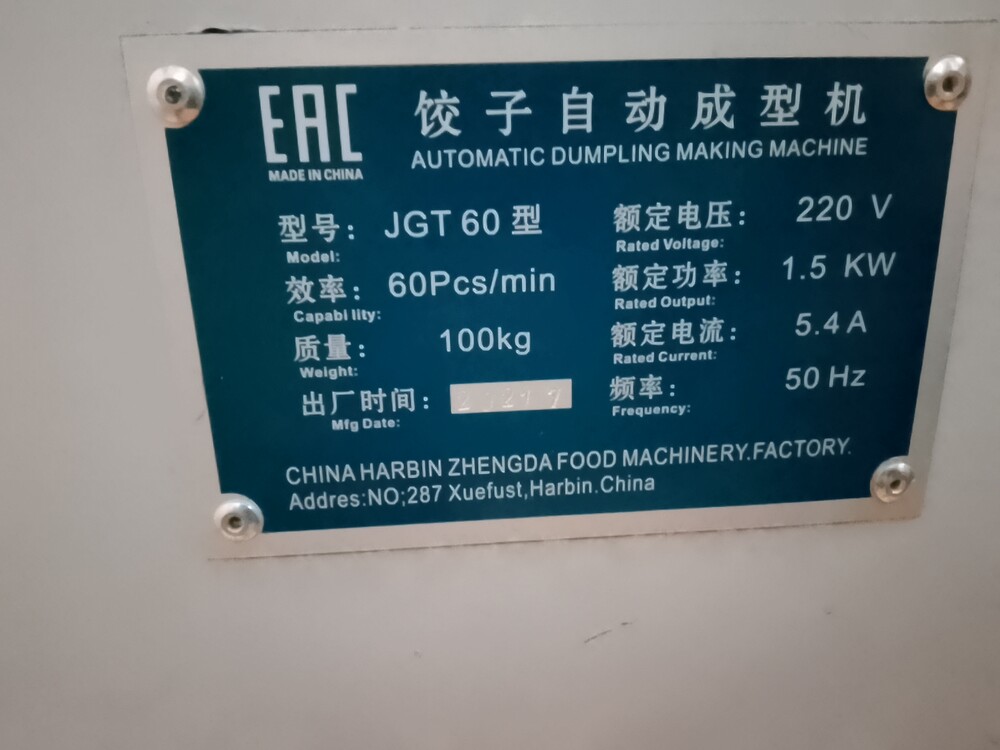 EAC
MADE IN CHINA
饺子自动成型机
AUTOMATIC DUMPLING MAKING MACHINE
型号: JGT 60 型
Model:
效率: 60Pcs/min
Capabi lity:
质量: 100kg
Weight:
出厂时间:
Mfg Date:
额定电压: 220 V
Rated Voltage:
额定功率: 1.5 KW
Rated Output:
额定电流: 5.4 A
Rated Current:
频率: 50 Hz
Frequency:
CHINA HARBIN ZHENGDA FOOD MACHINERY.FACTORY.
Addres:NO;287 Xuefust,Harbin.China